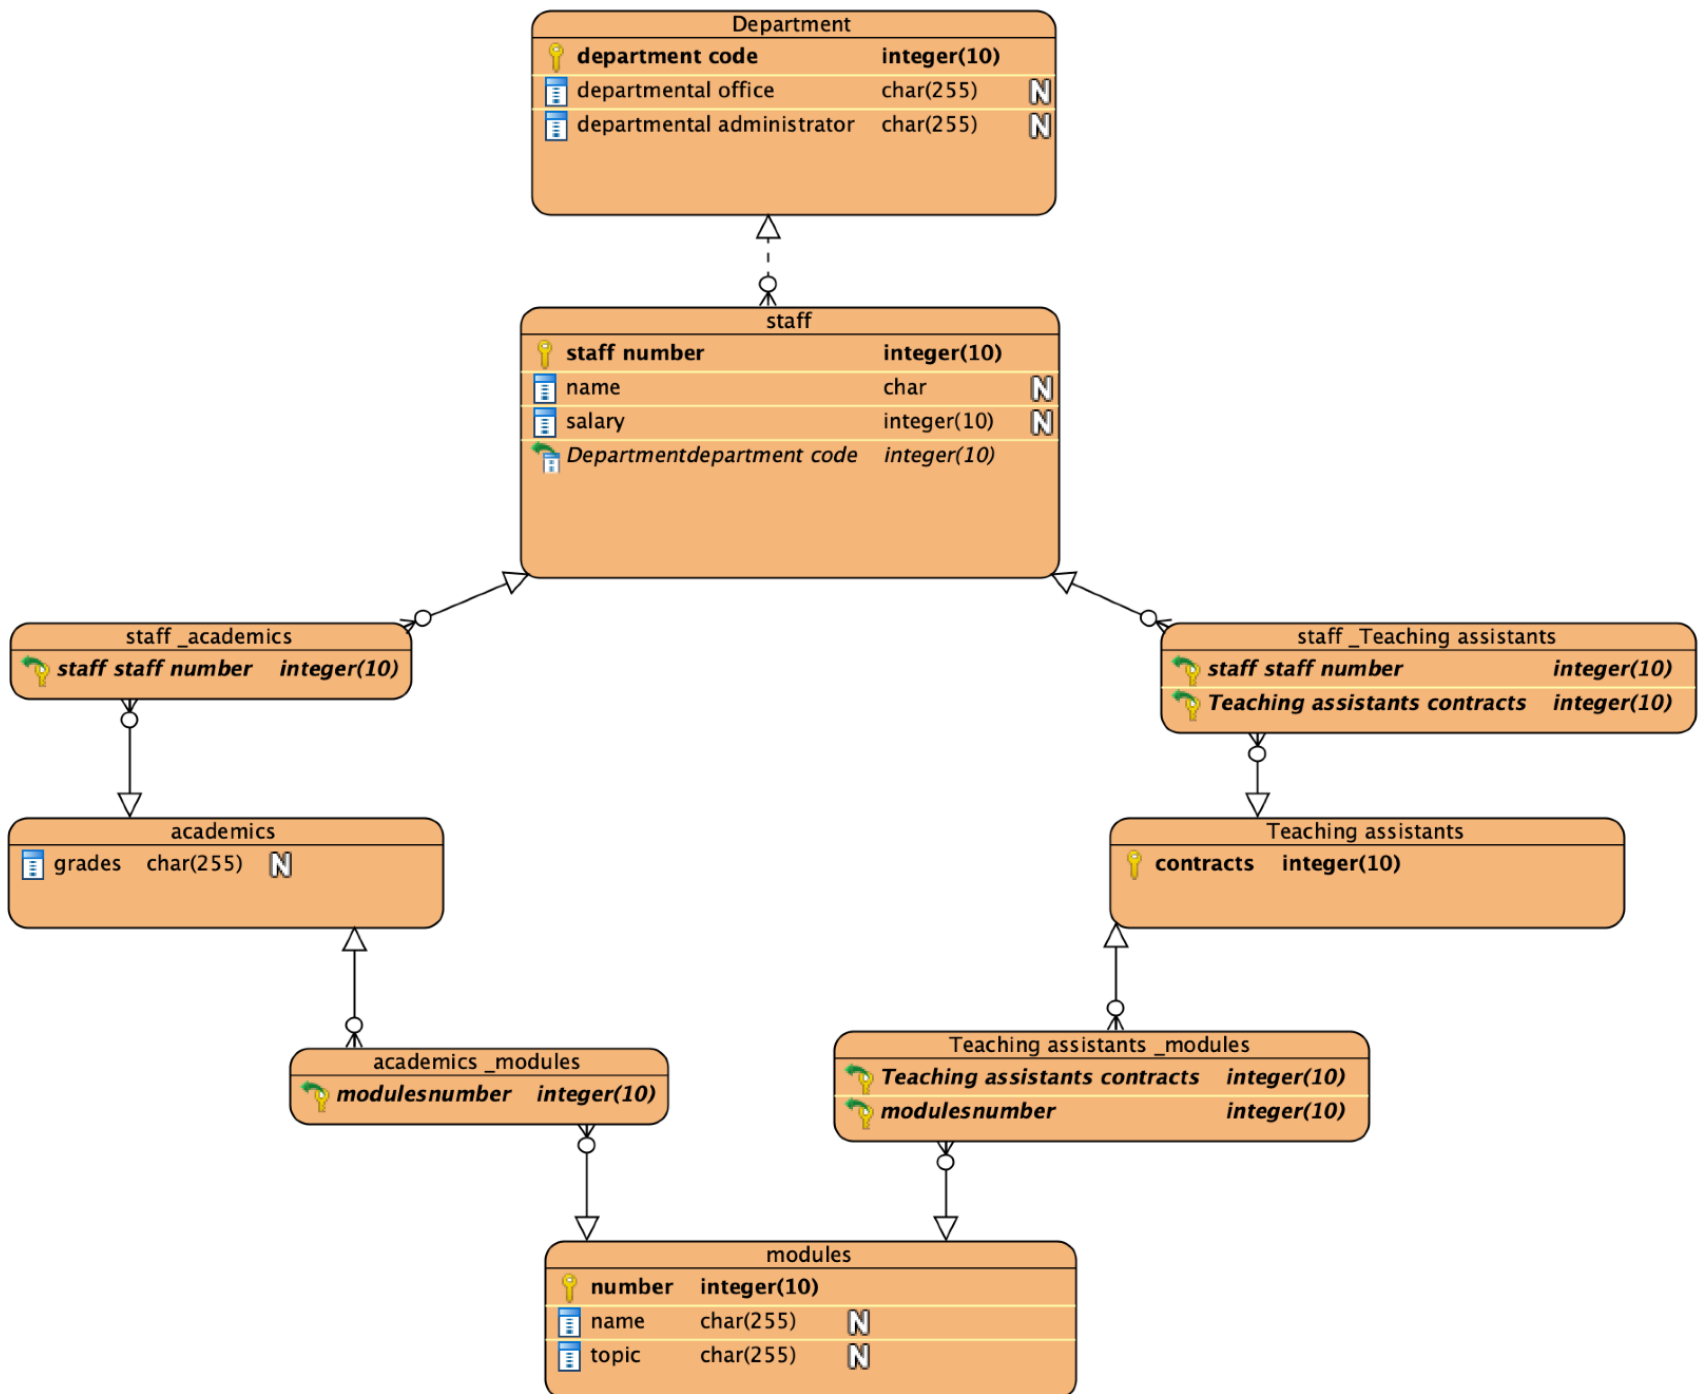 Department
department code integer(10)
departmental office char(255) N
departmental administrator char(255) N
staff
staff number integer(10)
name char N
salary integer(10) N
Departmentdepartment code integer(10)
staff _academics
staff staff number integer(10)
staff _Teaching assistants
staff staff number integer(10)
Teaching assistants contracts integer(10)
academics
grades char(255) N
Teaching assistants
contracts integer(10)
academics _modules
modulesnumber integer(10)
Teaching assistants _modules
Teaching assistants contracts integer(10)
modulesnumber integer(10)
modules
number integer(10)
name char(255) N
topic char(255) N